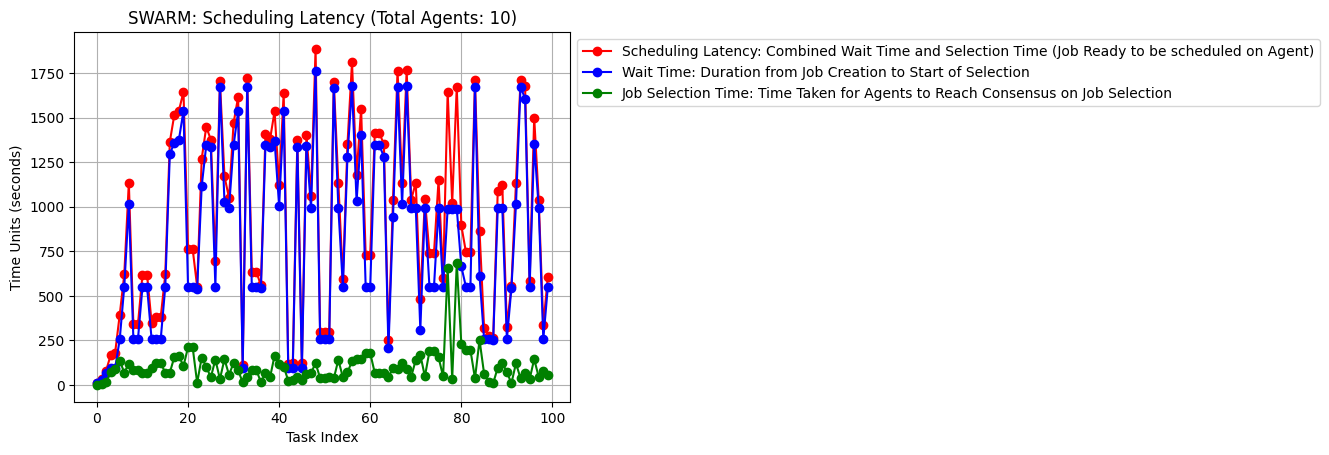 SWARM: Scheduling Latency (Total Agents: 10)
Scheduling Latency: Combined Wait Time and Selection Time (Job Ready to be scheduled on Agent)
Wait Time: Duration from Job Creation to Start of Selection
Job Selection Time: Time Taken for Agents to Reach Consensus on Job Selection
Time Units (seconds)
1750
1500
1250
1000
750
500
250
0
0 20 40 60 80 100
Task Index